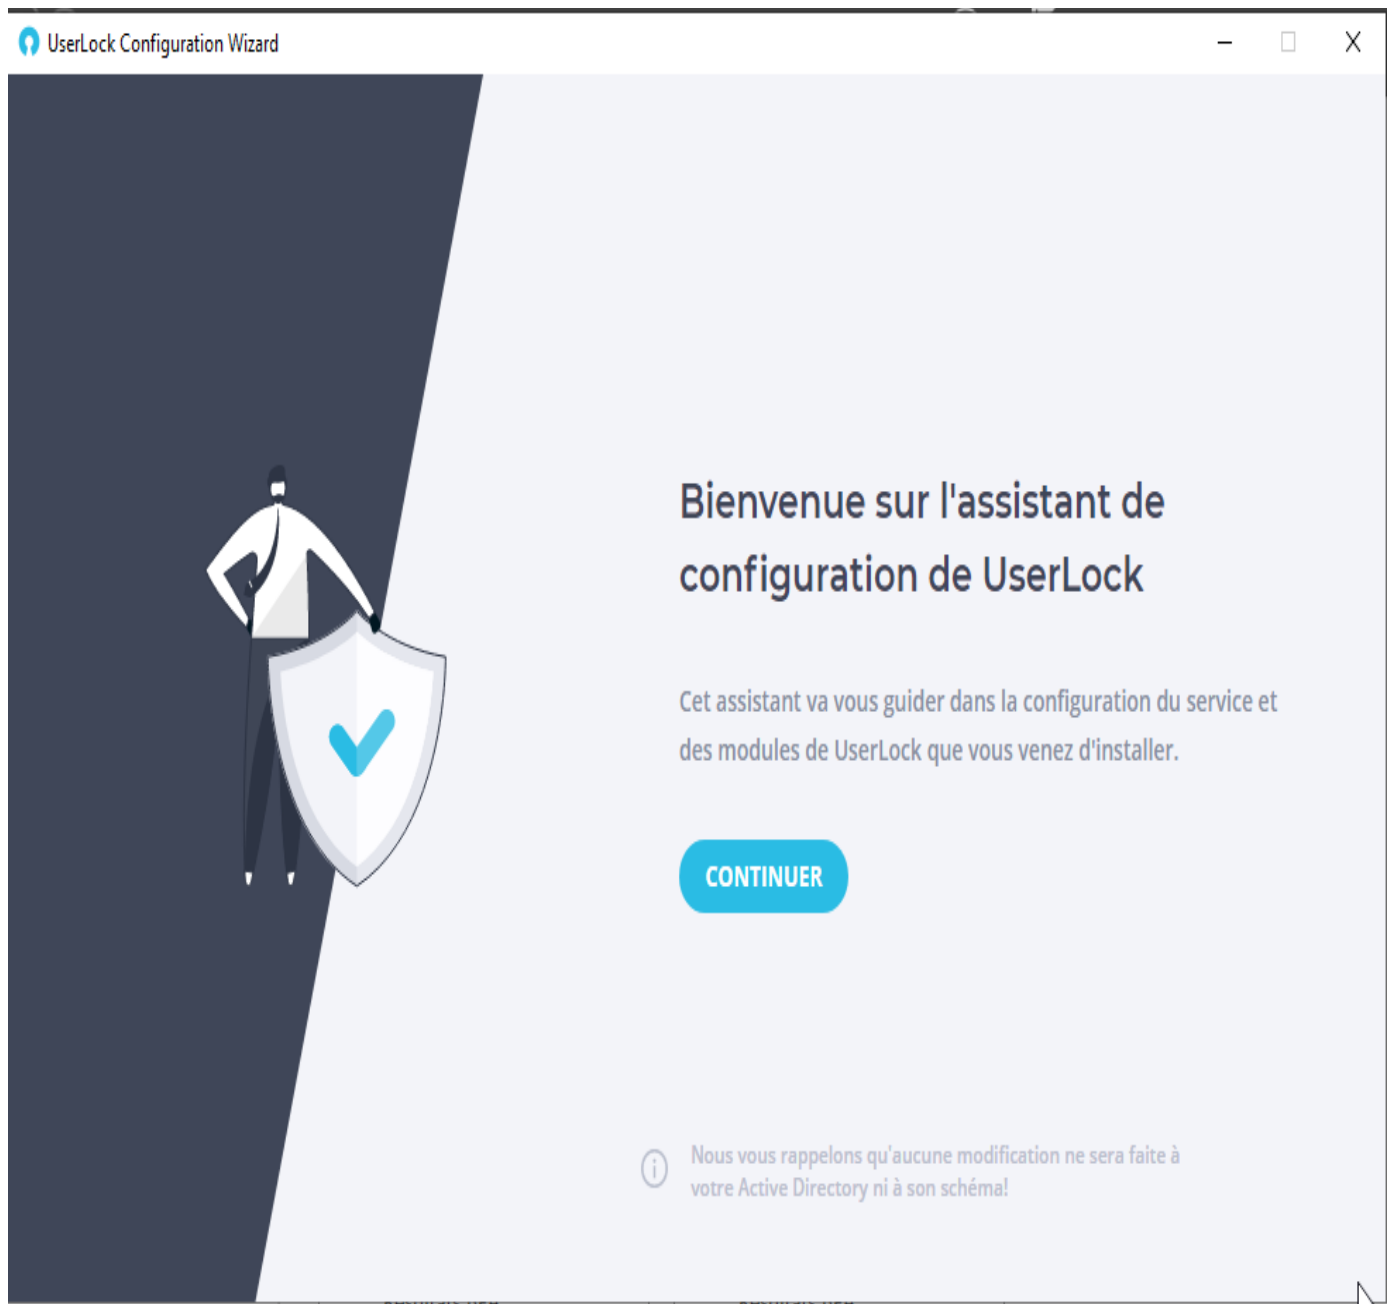 UserLock Configuration Wizard
Bienvenue sur l'assistant de
configuration de UserLock
Cet assistant va vous guider dans la configuration du service et
des modules de UserLock que vous venez d'installer.
CONTINUER
Nous vous rappelons qu'aucune modification ne sera faite à
votre Active Directory ni à son schéma!